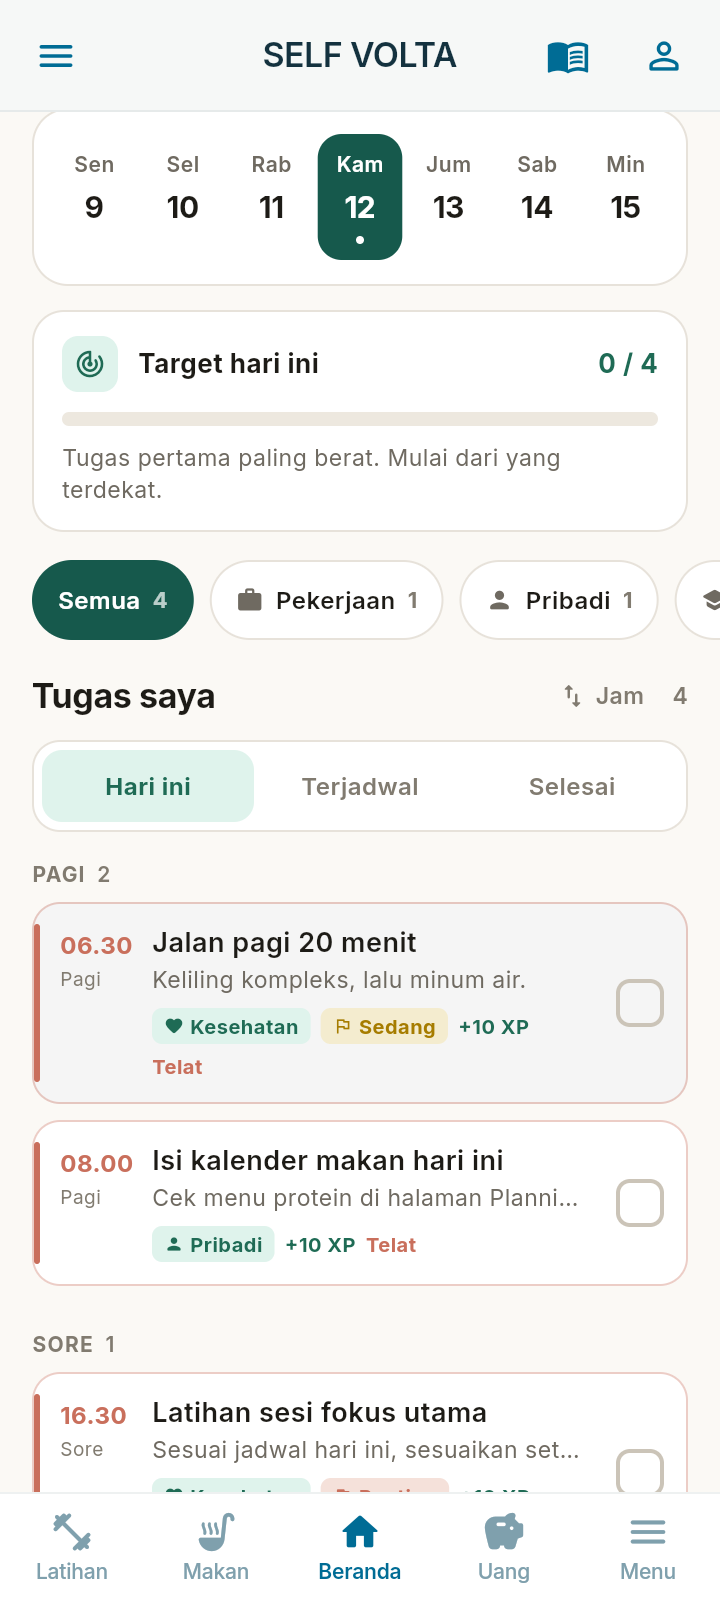 SELF VOLTA
Sen Sel Rab Kam Jum Sab Min
9 10 11 12 13 14 15
Target hari ini 0 / 4
Tugas pertama paling berat. Mulai dari yang
terdekat.
Semua 4 Pekerjaan 1 Pribadi 1
Tugas saya Jam 4
Hari ini Terjadwal Selesai
PAGI 2
06.30 Jalan pagi 20 menit
Pagi Keliling kompleks, lalu minum air.
Kesehatan Sedang +10 XP
Telat
08.00 Isi kalender makan hari ini
Pagi Cek menu protein di halaman Planni...
Pribadi +10 XP Telat
SORE 1
16.30 Latihan sesi fokus utama
Sore Sesuai jadwal hari ini, sesuaikan set...
Latihan Makan Beranda Uang Menu